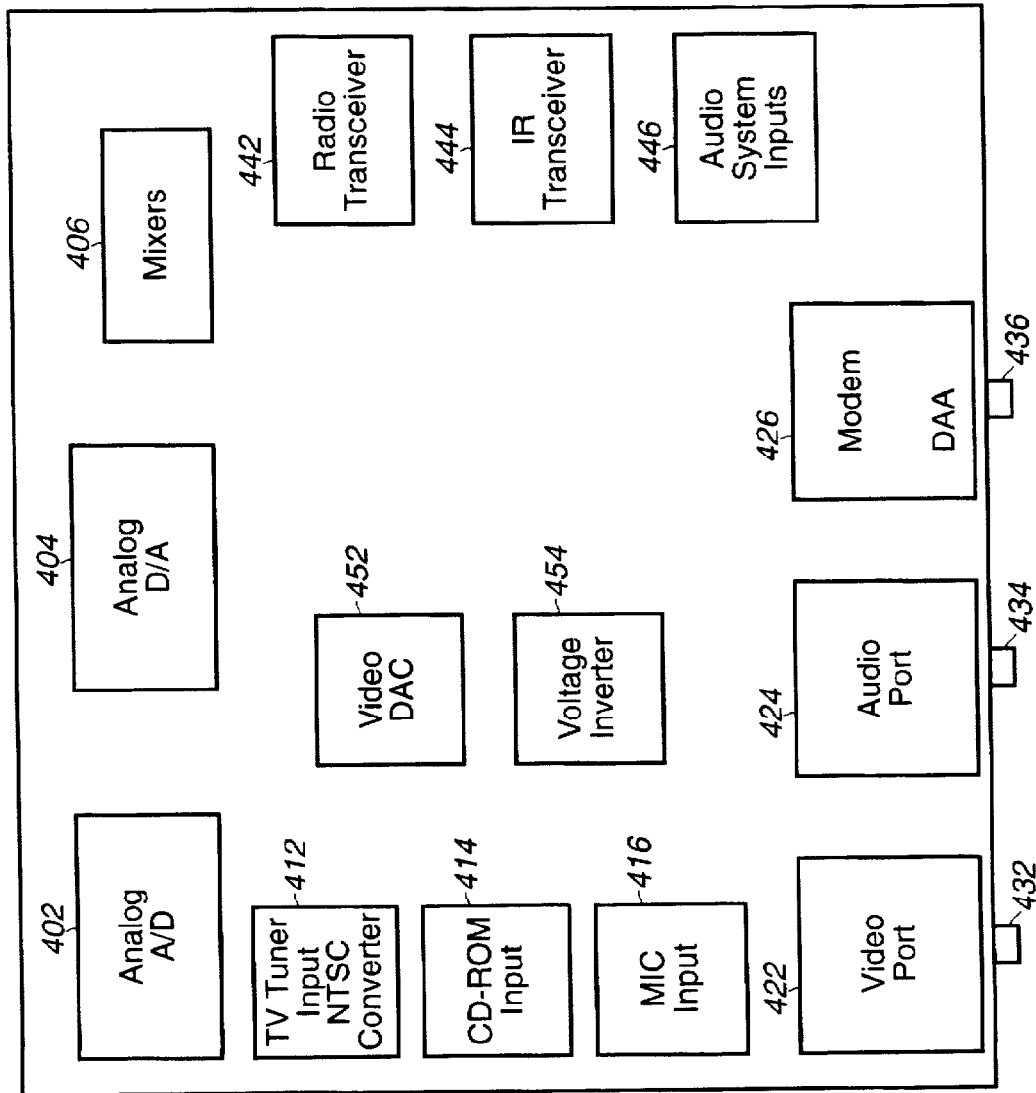 402
Analog
A/D
404
Analog
D/A
406
Mixers
412
TV Tuner
Input
NTSC
Converter
414
CD-ROM
Input
416
MIC
Input
452
Video
DAC
454
Voltage
Inverter
442
Radio
Transceiver
444
IR
Transceiver
446
Audio
System
Inputs
422
Video
Port
432
424
Audio
Port
434
426
Modem
DAA
436